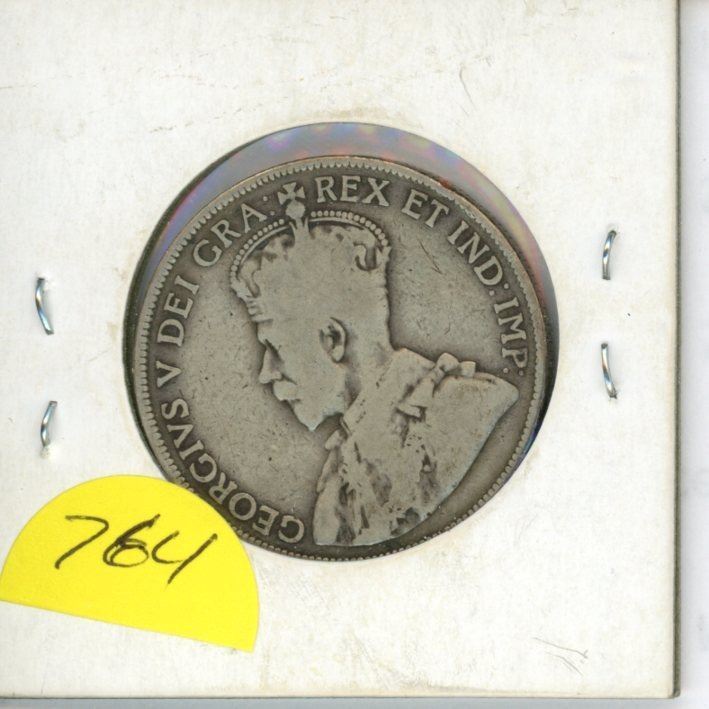 GEORGIVS V DEI GRA: REX ET IND: IMP:
764